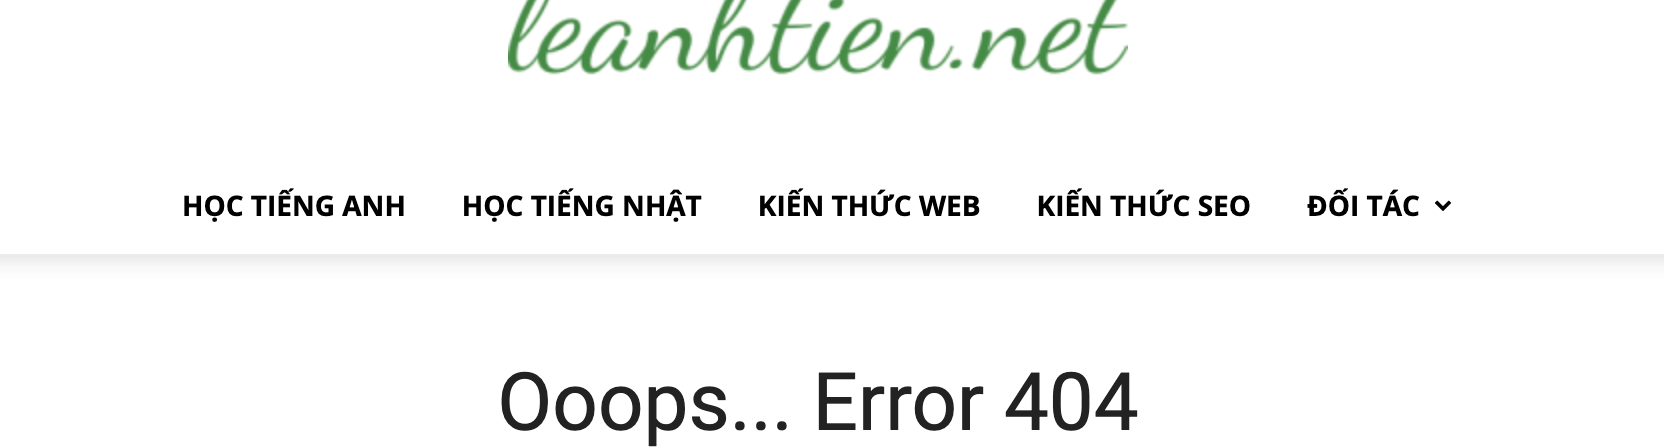 leanhtien.net
HỌC TIẾNG ANH HỌC TIẾNG NHẬT KIẾN THỨC WEB KIẾN THỨC SEO ĐỐI TÁC
Ooops... Error 404